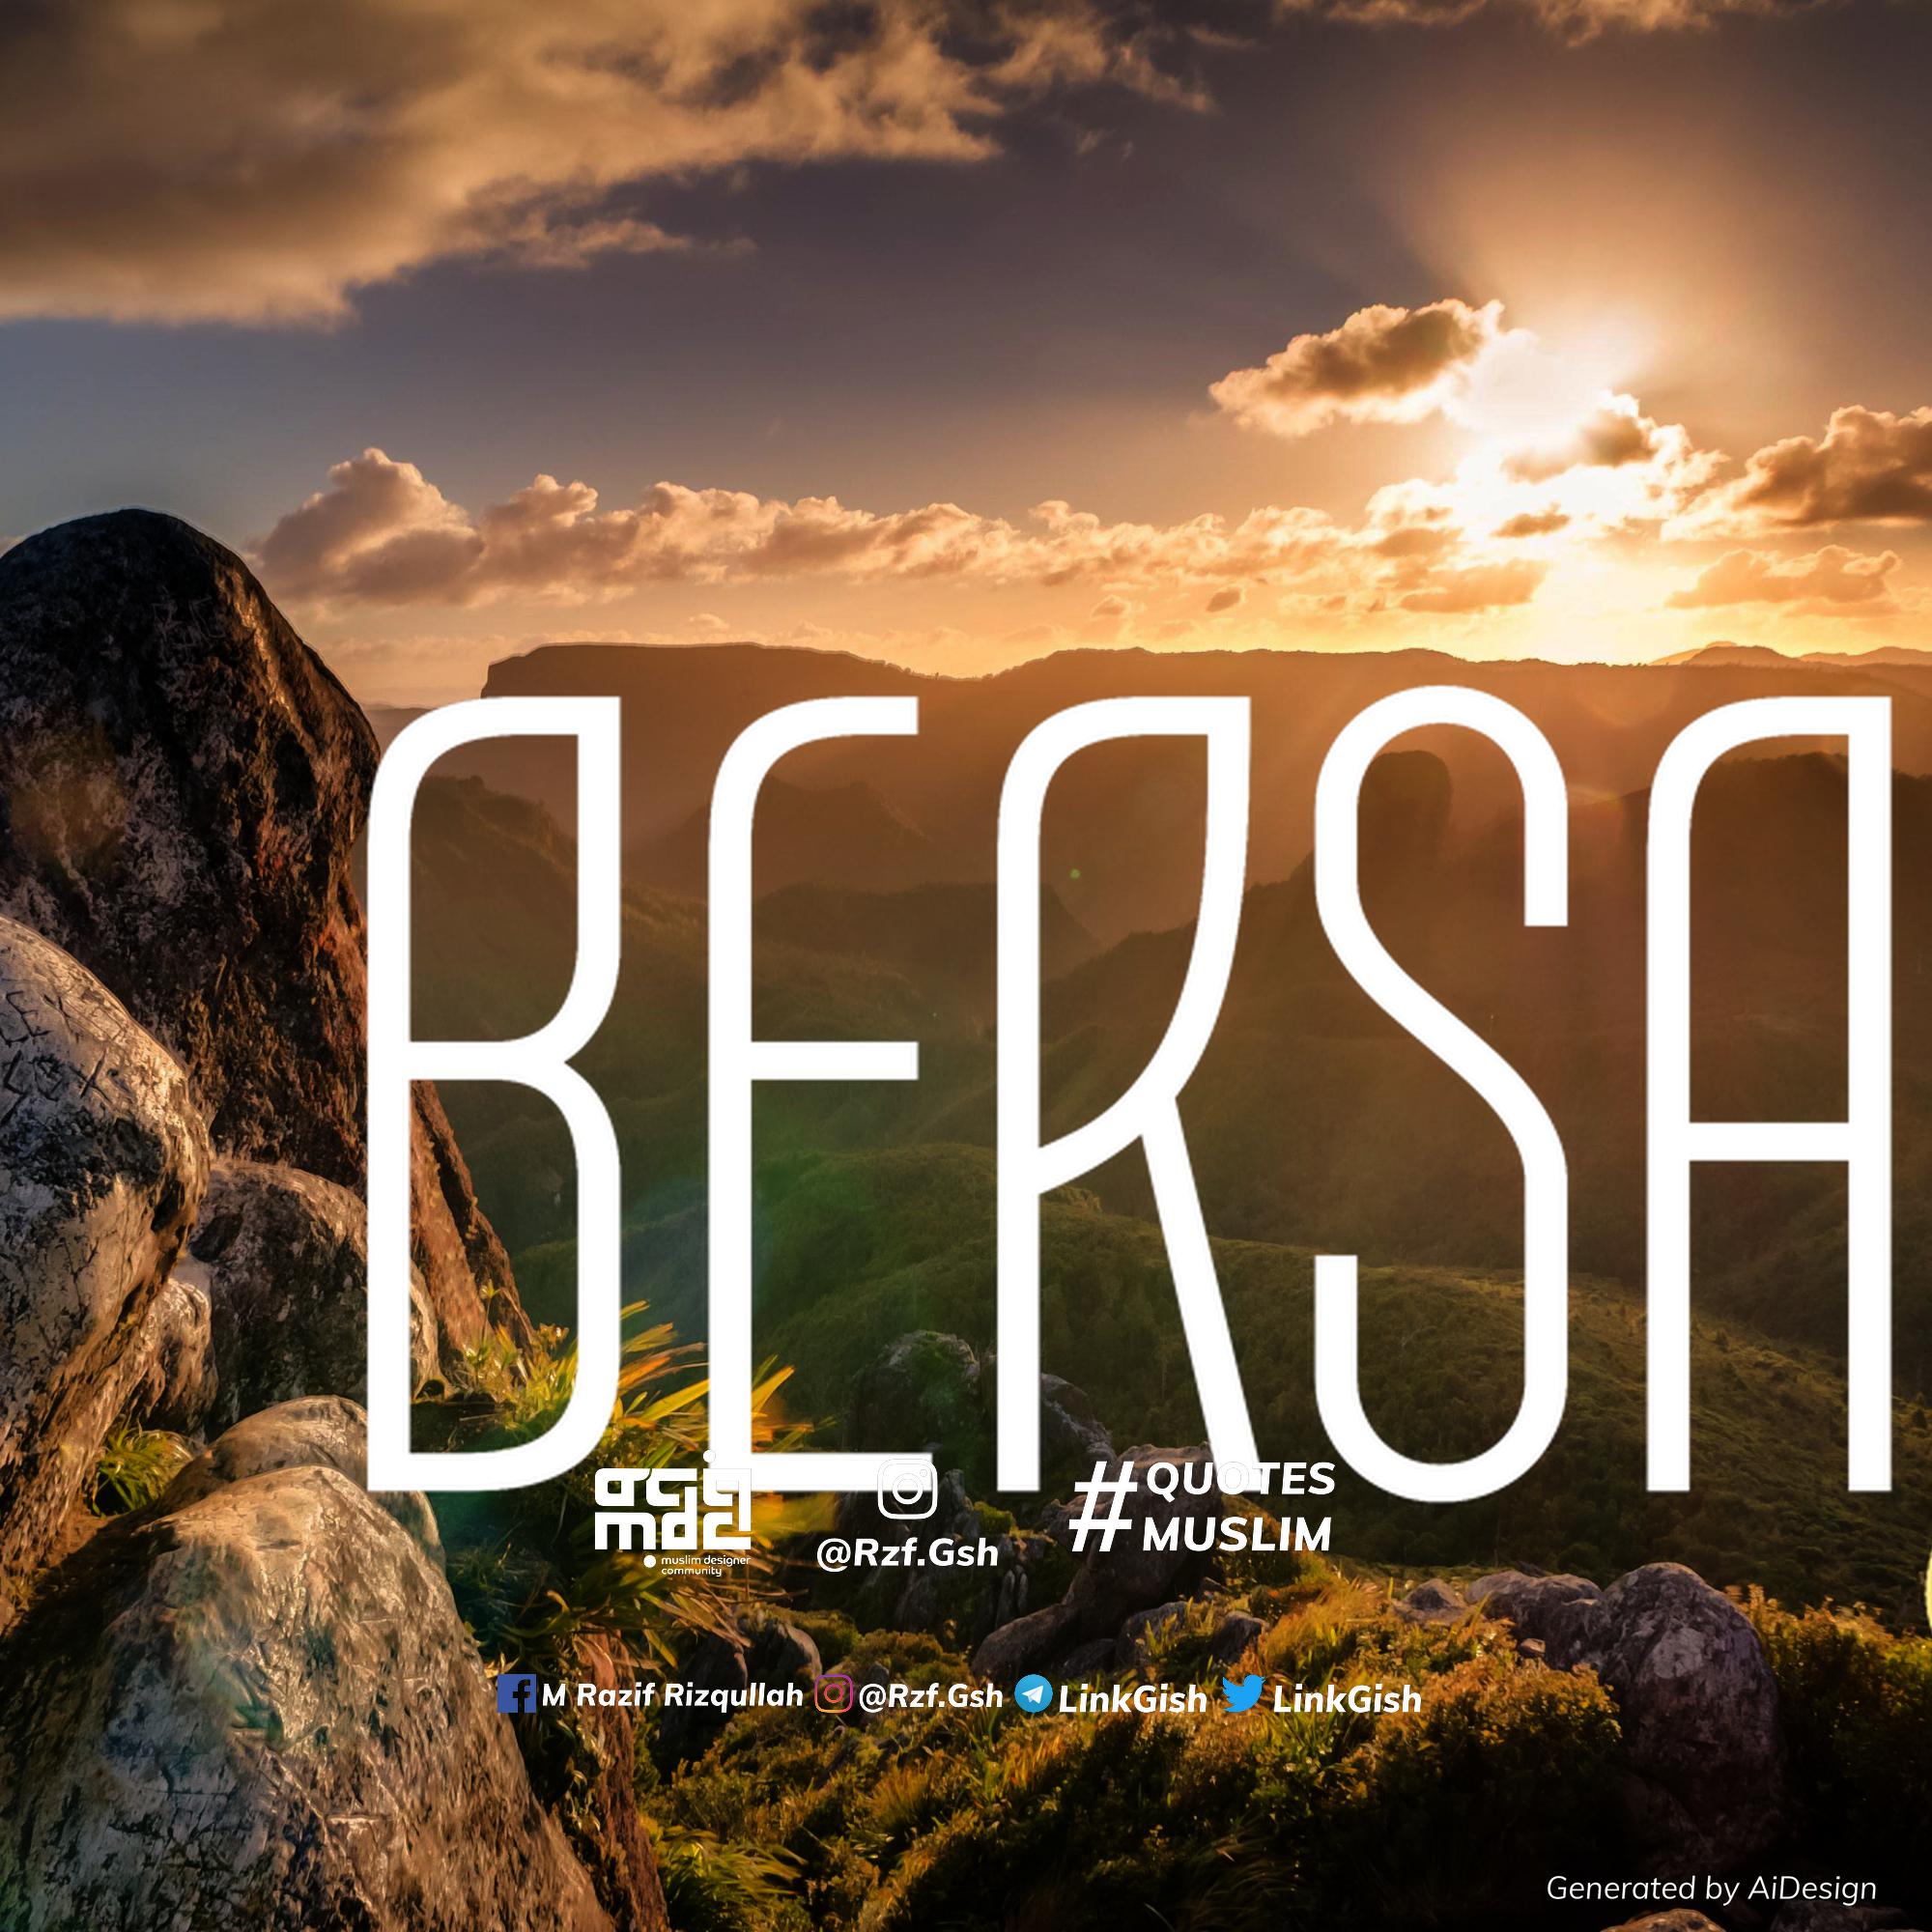 BERSA
muslim designer
community
@Rzf.Gsh
#QUOTES
MUSLIM
M Razif Rizqullah @Rzf.Gsh LinkGish LinkGish
Generated by AiDesign